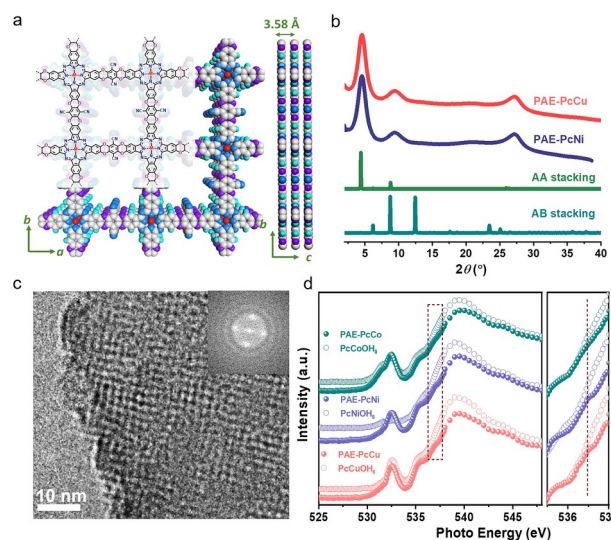 a
3.58 Å
b
a
b
c
b
PAE-PcCu
PAE-PcNi
AA stacking
AB stacking
5 10 15 20 25 30 35 40
2θ (°)
c
10 nm
d
Intensity (a.u.)
PAE-PcCo
PcCoOH₈
PAE-PcNi
PcNiOH₈
PAE-PcCu
PcCuOH₈
525 530 535 540 545
536
Photo Energy (eV)